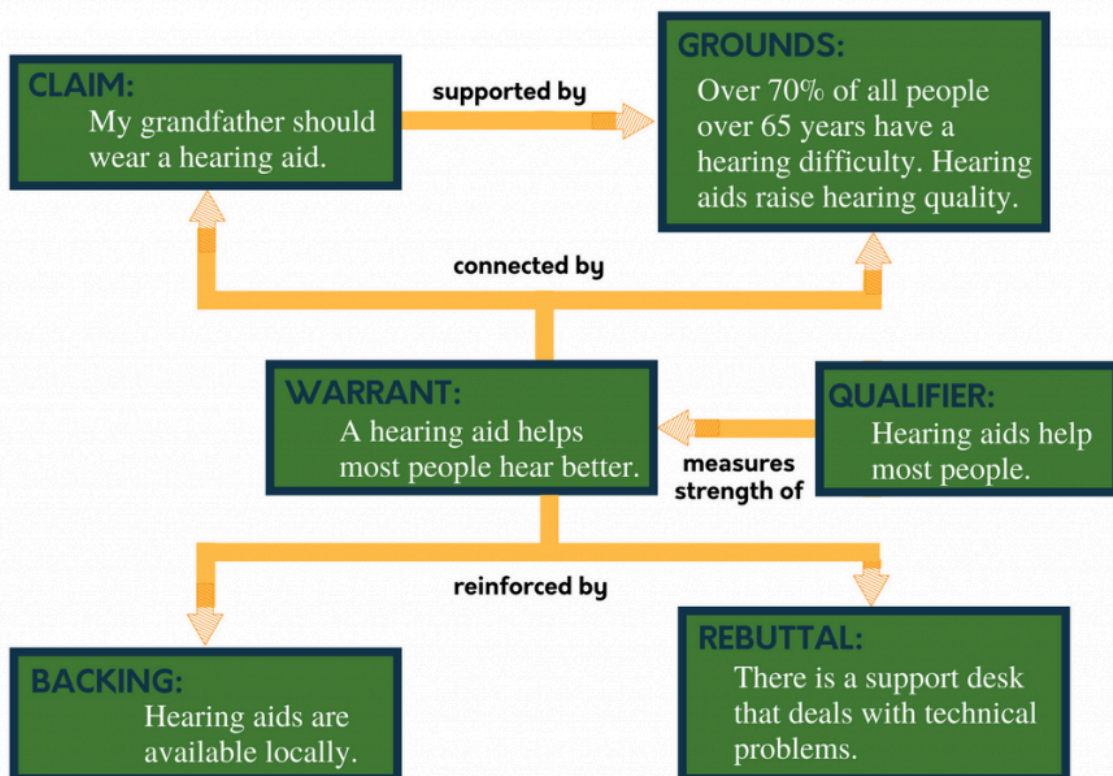 CLAIM:
My grandfather should
wear a hearing aid.
supported by
GROUNDS:
Over 70% of all people
over 65 years have a
hearing difficulty. Hearing
aids raise hearing quality.
connected by
WARRANT:
A hearing aid helps
most people hear better.
measures
strength of
QUALIFIER:
Hearing aids help
most people.
reinforced by
BACKING:
Hearing aids are
available locally.
REBUTTAL:
There is a support desk
that deals with technical
problems.